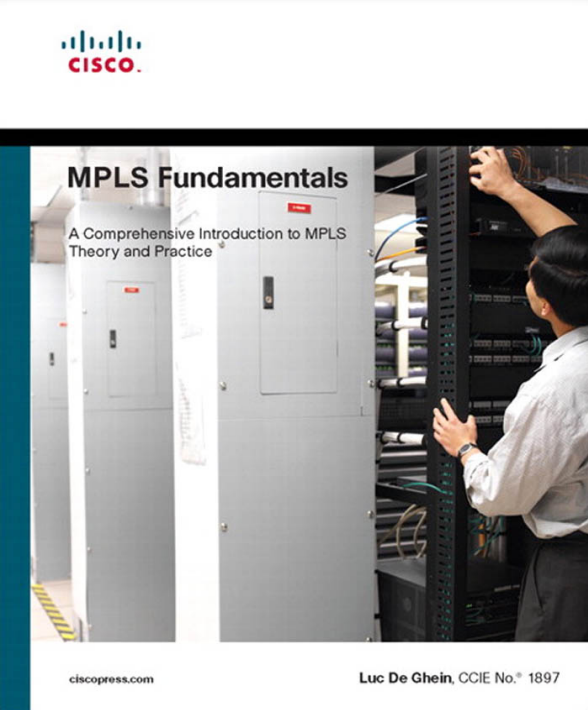 CISCO.
MPLS Fundamentals
A Comprehensive Introduction to MPLS
Theory and Practice
ciscopress.com
Luc De Ghein, CCIE No.® 1897